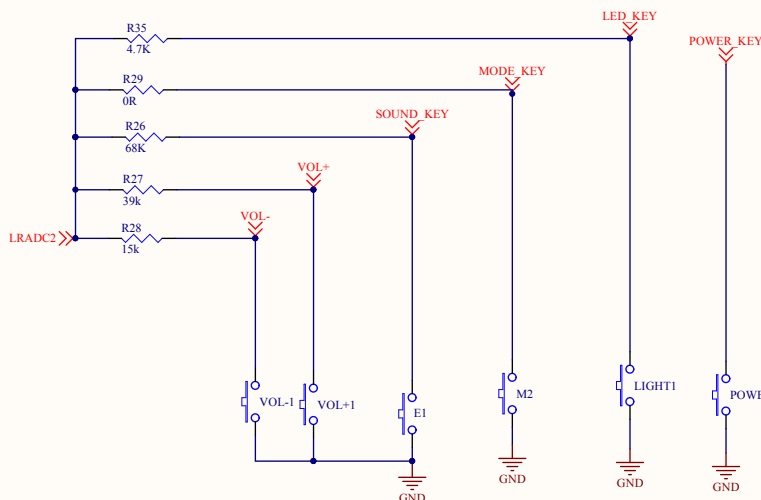 LED_KEY
R35
4.7K
POWER_KEY
R29
0R
MODE_KEY
R26
68K
SOUND_KEY
R27
39k
VOL+
R28
15k
VOL-
LRADC2
VOL-1
VOL+1
E1
M2
LIGHT1
POWE
GND
GND
GND
GND